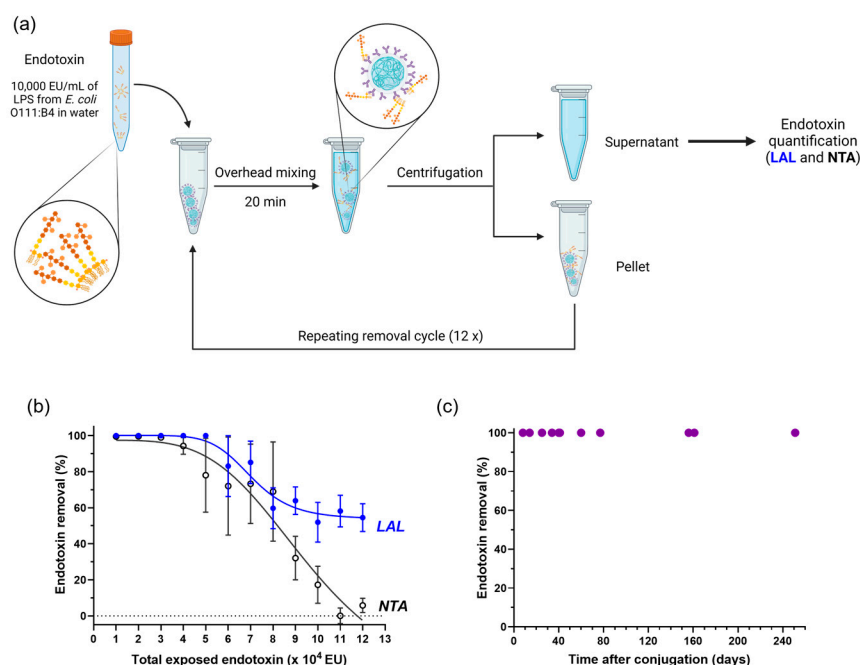 (a)
Endotoxin
10,000 EU/mL of
LPS from E. coli
O111:B4 in water
Overhead mixing
20 min
Centrifugation
Supernatant
Endotoxin
quantification
(LAL and NTA)
Pellet
Repeating removal cycle (12 x)
(b)
Endotoxin removal (%)
100
80
60
40
20
0
LAL
NTA
0 1 2 3 4 5 6 7 8 9 10 11 12 13
Total exposed endotoxin (x 10⁴ EU)
(c)
Endotoxin removal (%)
100
80
60
40
20
0
0 40 80 120 160 200 240
Time after conjugation (days)